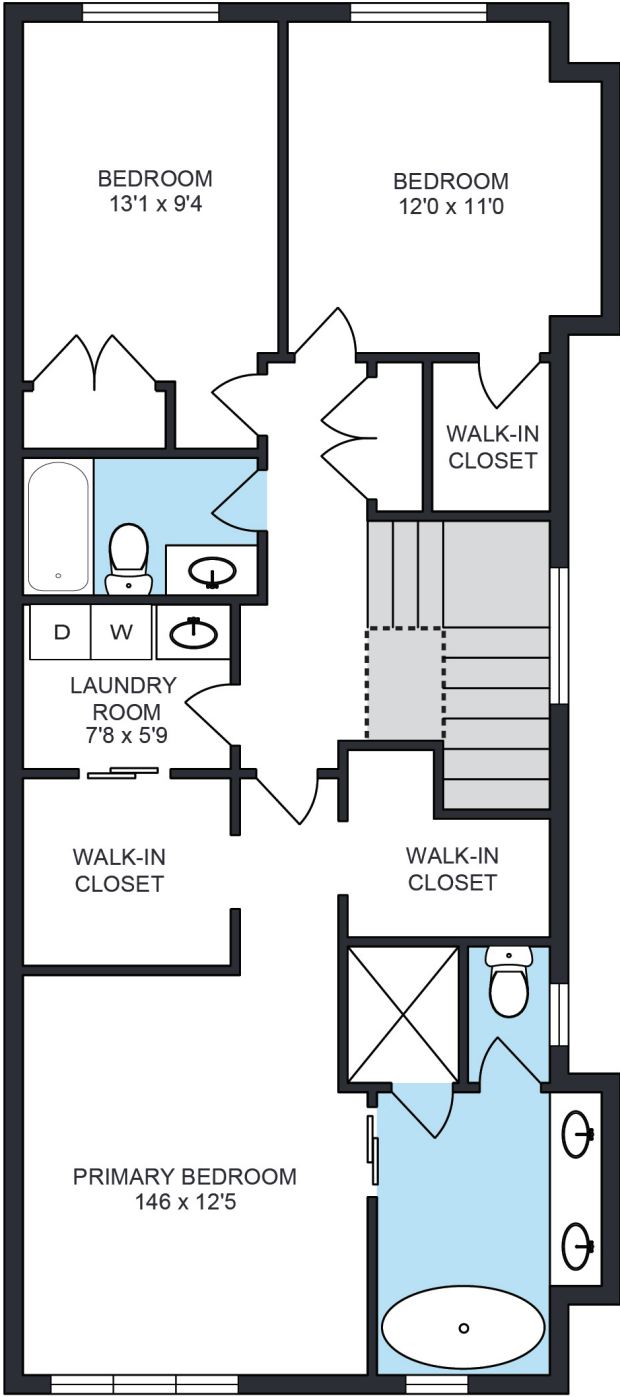 BEDROOM
13'1 x 9'4
BEDROOM
12'0 x 11'0
WALK-IN
CLOSET
D
W
LAUNDRY
ROOM
7'8 x 5'9
WALK-IN
CLOSET
WALK-IN
CLOSET
PRIMARY BEDROOM
146 x 12'5